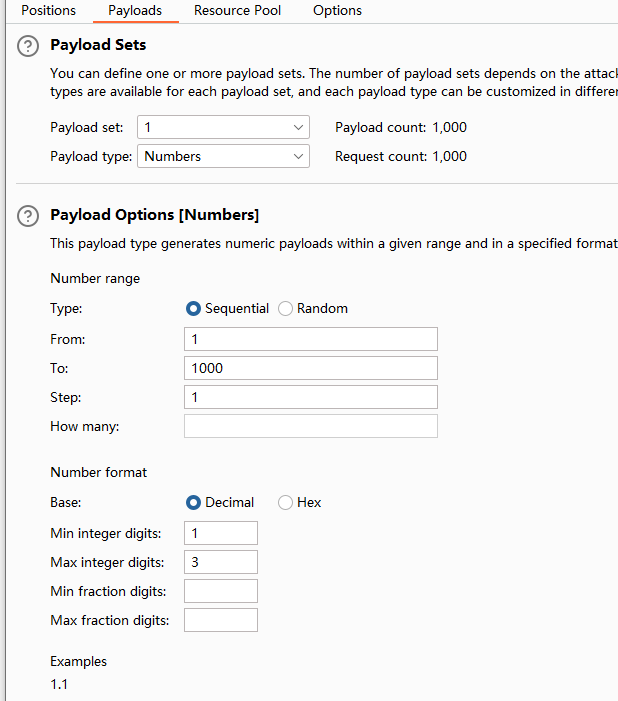 Positions Payloads Resource Pool Options
? Payload Sets
You can define one or more payload sets. The number of payload sets depends on the attack
types are available for each payload set, and each payload type can be customized in differe
Payload set: 1 Payload count: 1,000
Payload type: Numbers Request count: 1,000
? Payload Options [Numbers]
This payload type generates numeric payloads within a given range and in a specified format
Number range
Type: Sequential Random
From: 1
To: 1000
Step: 1
How many:
Number format
Base: Decimal Hex
Min integer digits: 1
Max integer digits: 3
Min fraction digits:
Max fraction digits:
Examples
1.1